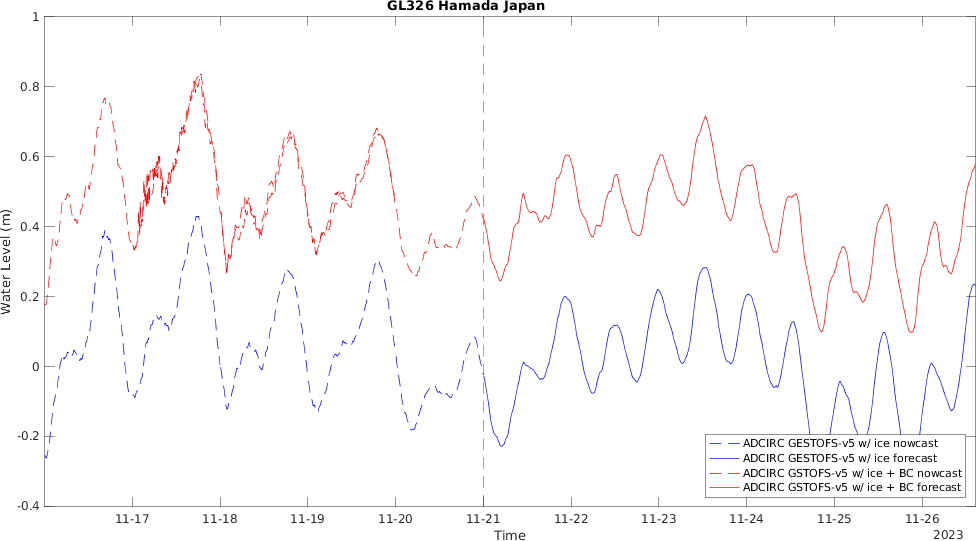 GL326 Hamada Japan
1
0.8
0.6
0.4
0.2
0
-0.2
-0.4
Water Level (m)
ADCIRC GESTOFS-v5 w/ ice nowcast
ADCIRC GESTOFS-v5 w/ ice forecast
ADCIRC GSTOFS-v5 w/ ice + BC nowcast
ADCIRC GSTOFS-v5 w/ ice + BC forecast
11-17 11-18 11-19 11-20 11-21 11-22 11-23 11-24 11-25 11-26
Time
2023